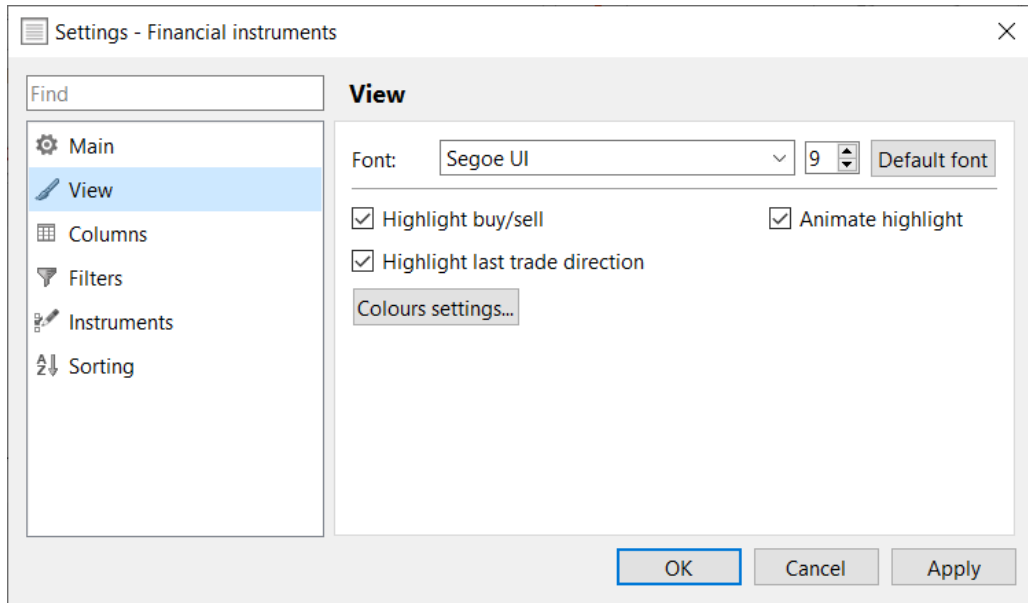 Settings - Financial instruments
Find
Main
View
Columns
Filters
Instruments
Sorting
View
Font: Segoe UI 9 Default font
Highlight buy/sell Animate highlight
Highlight last trade direction
Colours settings...
OK Cancel Apply